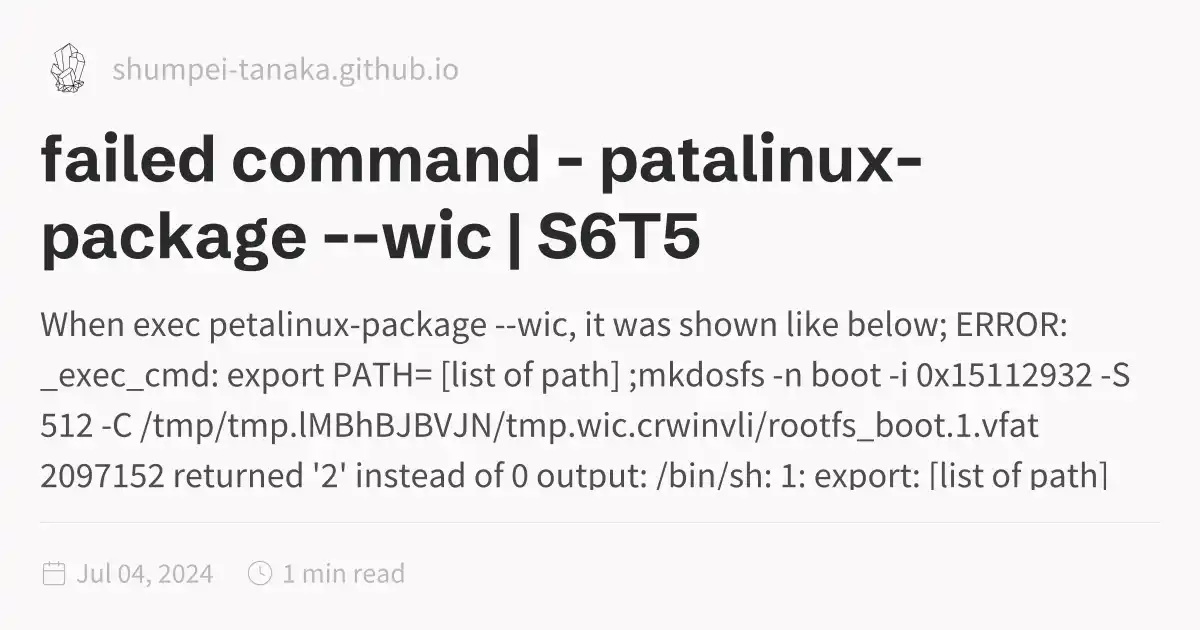 shumpei-tanaka.github.io
failed command - patalinux-
package --wic | S6T5
When exec petalinux-package --wic, it was shown like below; ERROR:
_exec_cmd: export PATH= [list of path] ;mkdosfs -n boot -i 0x15112932 -S
512 -C /tmp/tmp.lMBhBJBVJN/tmp.wic.crwinvli/rootfs_boot.1.vfat
2097152 returned '2' instead of 0 output: /bin/sh: 1: export: [list of path]
Jul 04, 2024 1 min read